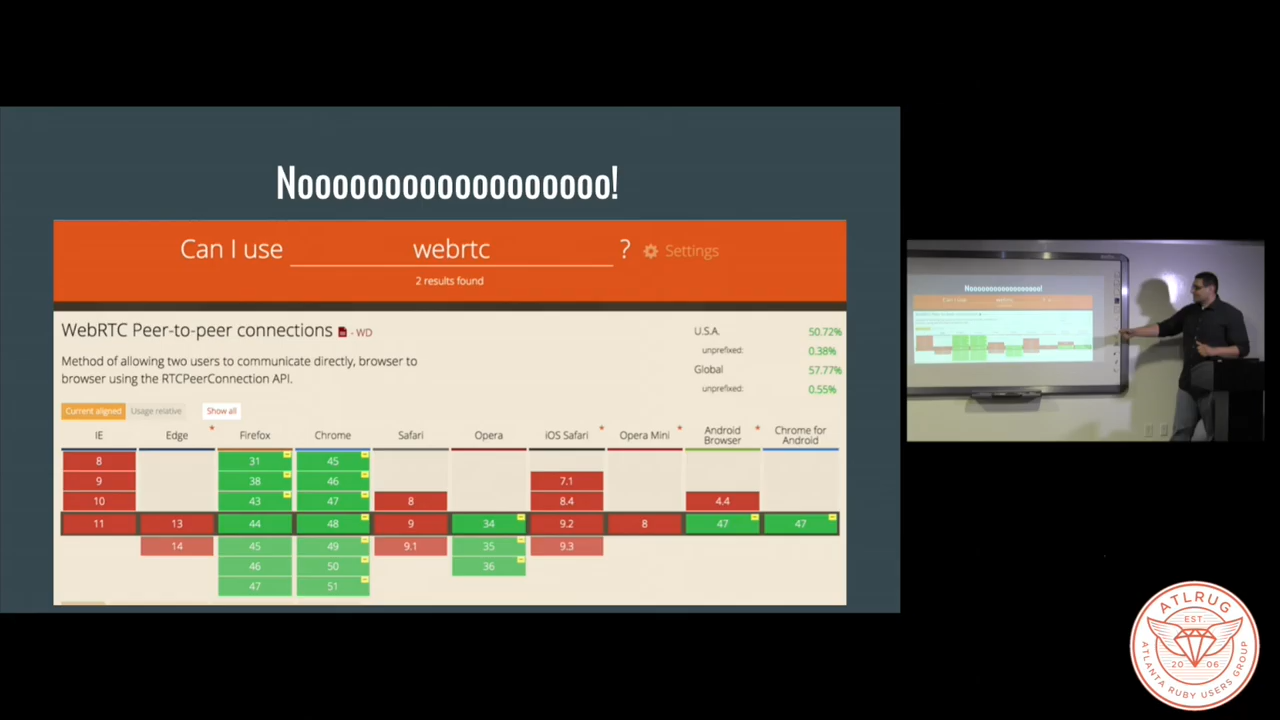 Noooooooooooooooooo!
Can I use webrtc ? Settings
2 results found
WebRTC Peer-to-peer connections - WD
Method of allowing two users to communicate directly, browser to
browser using the RTCPeerConnection API.
U.S.A. 50.72%
unprefixed: 0.38%
Global 57.77%
unprefixed: 0.55%
Current aligned Usage relative Show all
IE Edge * Firefox Chrome Safari Opera iOS Safari * Opera Mini * Android Browser * Chrome for Android
8 31 45
9 38 46 7.1
10 43 47 8 8.4 4.4
11 13 44 48 9 34 9.2 8 47 47
14 45 49 9.1 35 9.3
46 50 36
47 51
Noooooooooooooooooo!
Can I use webrtc ?
ATLRUG
EST.
20 06
ATLANTA RUBY USERS GROUP